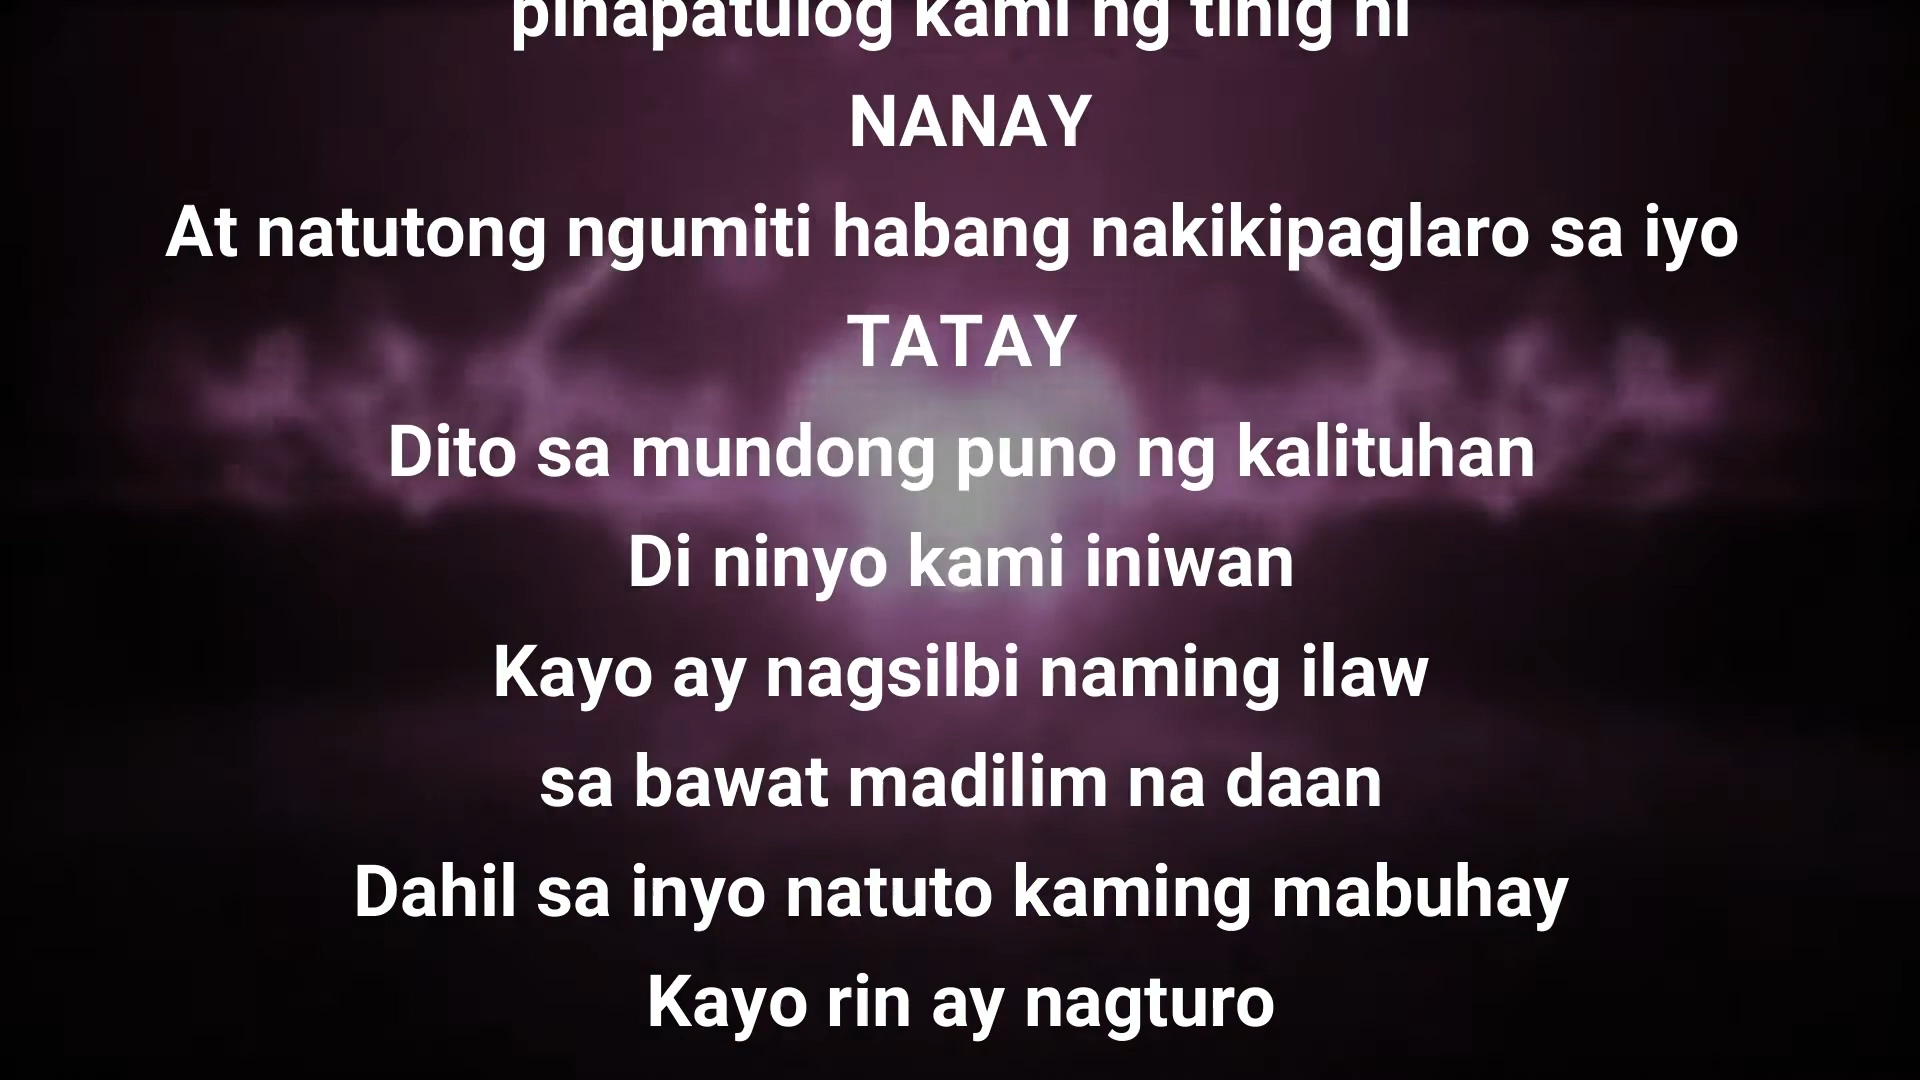 pinapatulog kami ng tinig ni
NANAY
At natutong ngumiti habang nakikipaglaro sa iyo
TATAY
Dito sa mundong puno ng kalituhan
Di ninyo kami iniwan
Kayo ay nagsilbi naming ilaw
sa bawat madilim na daan
Dahil sa inyo natuto kaming mabuhay
Kayo rin ay nagturo